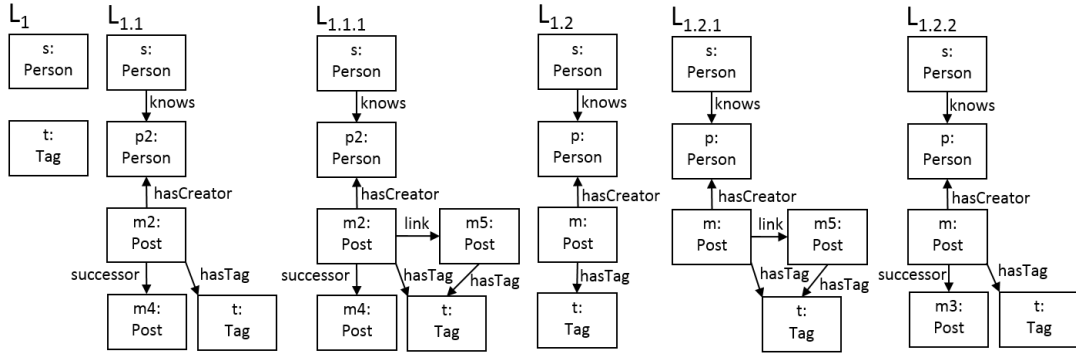 L1
s:
Person
t:
Tag
L1.1
s:
Person
knows
p2:
Person
hasCreator
m2:
Post
successor
hasTag
m4:
Post
t:
Tag
L1.1.1
s:
Person
knows
p2:
Person
hasCreator
m2:
Post
link
m5:
Post
successor
hasTag
hasTag
m4:
Post
t:
Tag
L1.2
s:
Person
knows
p:
Person
hasCreator
m:
Post
hasTag
t:
Tag
L1.2.1
s:
Person
knows
p:
Person
hasCreator
m:
Post
link
m5:
Post
hasTag
hasTag
t:
Tag
L1.2.2
s:
Person
knows
p:
Person
hasCreator
m:
Post
successor
hasTag
m3:
Post
t:
Tag